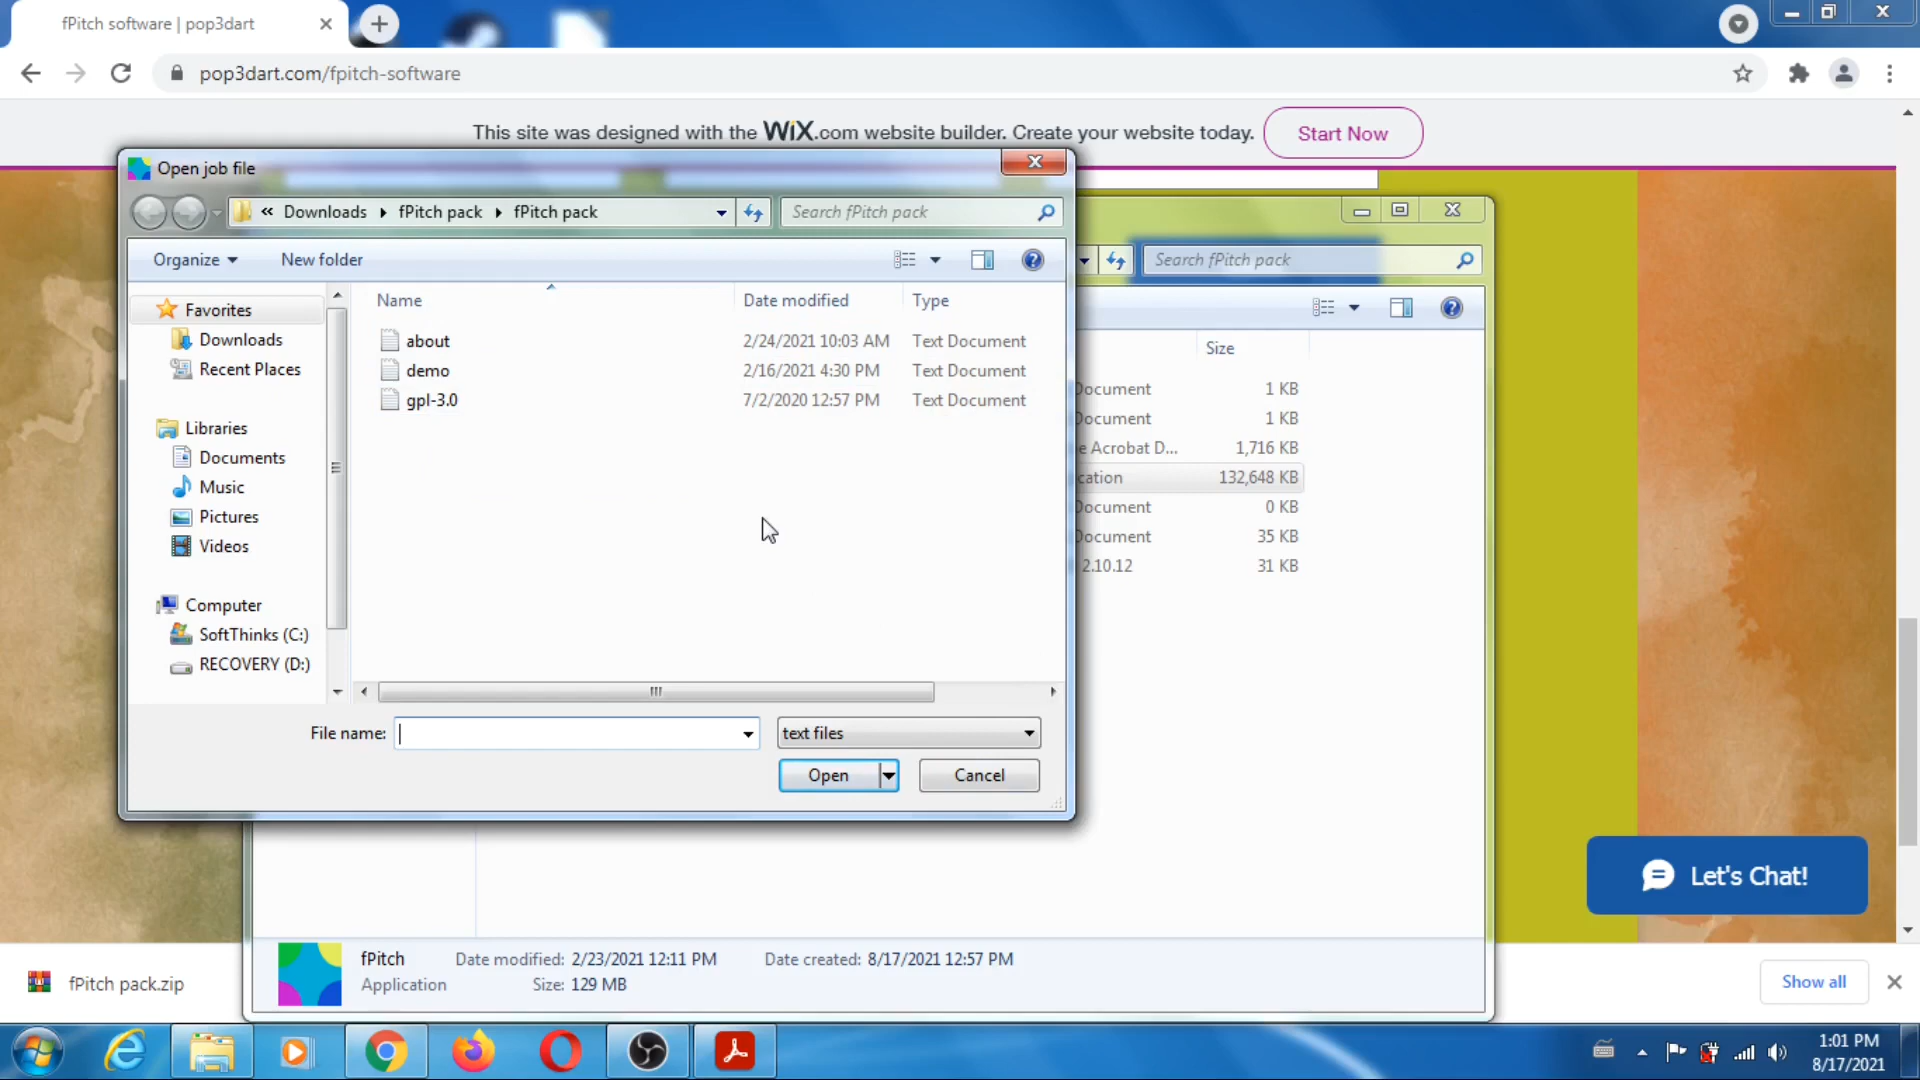 fPitch software | pop3dart
pop3dart.com/fpitch-software
This site was designed with the WiX.com website builder. Create your website today.
Start Now
Open job file
« Downloads fPitch pack fPitch pack
Search fPitch pack
Search fPitch pack
Organize
New folder
Name
Date modified
Type
Size
Favorites
Downloads
Recent Places
Libraries
Documents
Music
Pictures
Videos
Computer
SoftThinks (C:)
RECOVERY (D:)
about 2/24/2021 10:03 AM Text Document
demo 2/16/2021 4:30 PM Text Document
gpl-3.0 7/2/2020 12:57 PM Text Document
Document 1 KB
Document 1 KB
e Acrobat D... 1,716 KB
cation 132,648 KB
Document 0 KB
Document 35 KB
2.10.12 31 KB
File name:
text files
Open
Cancel
Let's Chat!
fPitch Date modified: 2/23/2021 12:11 PM Date created: 8/17/2021 12:57 PM
Application Size: 129 MB
fPitch pack.zip
Show all
1:01 PM
8/17/2021